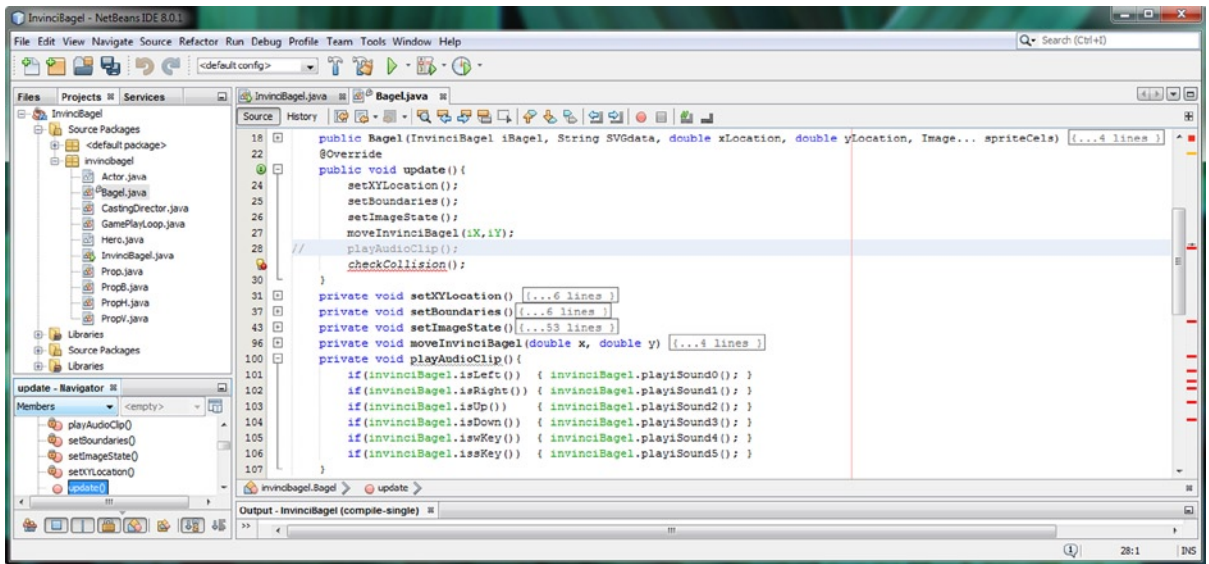 InvinciBagel - NetBeans IDE 8.0.1
File Edit View Navigate Source Refactor Run Debug Profile Team Tools Window Help
Search (Ctrl+I)
<default config>
Files Projects Services
InvinciBagel
Source Packages
<default package>
invincibagel
Actor.java
Bagel.java
CastingDirector.java
GamePlayLoop.java
Hero.java
InvinciBagel.java
Prop.java
PropB.java
PropH.java
PropV.java
Libraries
Source Packages
Libraries
update - Navigator
Members <empty>
playAudioClip()
setBoundaries()
setImageState()
setXYLocation()
update()
InvinciBagel.java Bagel.java
Source History
18 public Bagel(InvinciBagel iBagel, String SVGdata, double xLocation, double yLocation, Image... spriteCels) {...4 lines }
22 @Override
public void update(){
24 setXYLocation();
25 setBoundaries();
26 setImageState();
27 moveInvinciBagel(iX,iY);
28 // playAudioClip();
checkCollision();
30 }
31 private void setXYLocation() {...6 lines }
37 private void setBoundaries() {...6 lines }
43 private void setImageState(){...53 lines }
96 private void moveInvinciBagel(double x, double y) {...4 lines }
100 private void playAudioClip(){
101 if(invinciBagel.isLeft()) { invinciBagel.playiSound0(); }
102 if(invinciBagel.isRight()) { invinciBagel.playiSound1(); }
103 if(invinciBagel.isUp()) { invinciBagel.playiSound2(); }
104 if(invinciBagel.isDown()) { invinciBagel.playiSound3(); }
105 if(invinciBagel.iswKey()) { invinciBagel.playiSound4(); }
106 if(invinciBagel.issKey()) { invinciBagel.playiSound5(); }
107 }
invincibagel.Bagel update
Output - InvinciBagel (compile-single)
28:1 INS